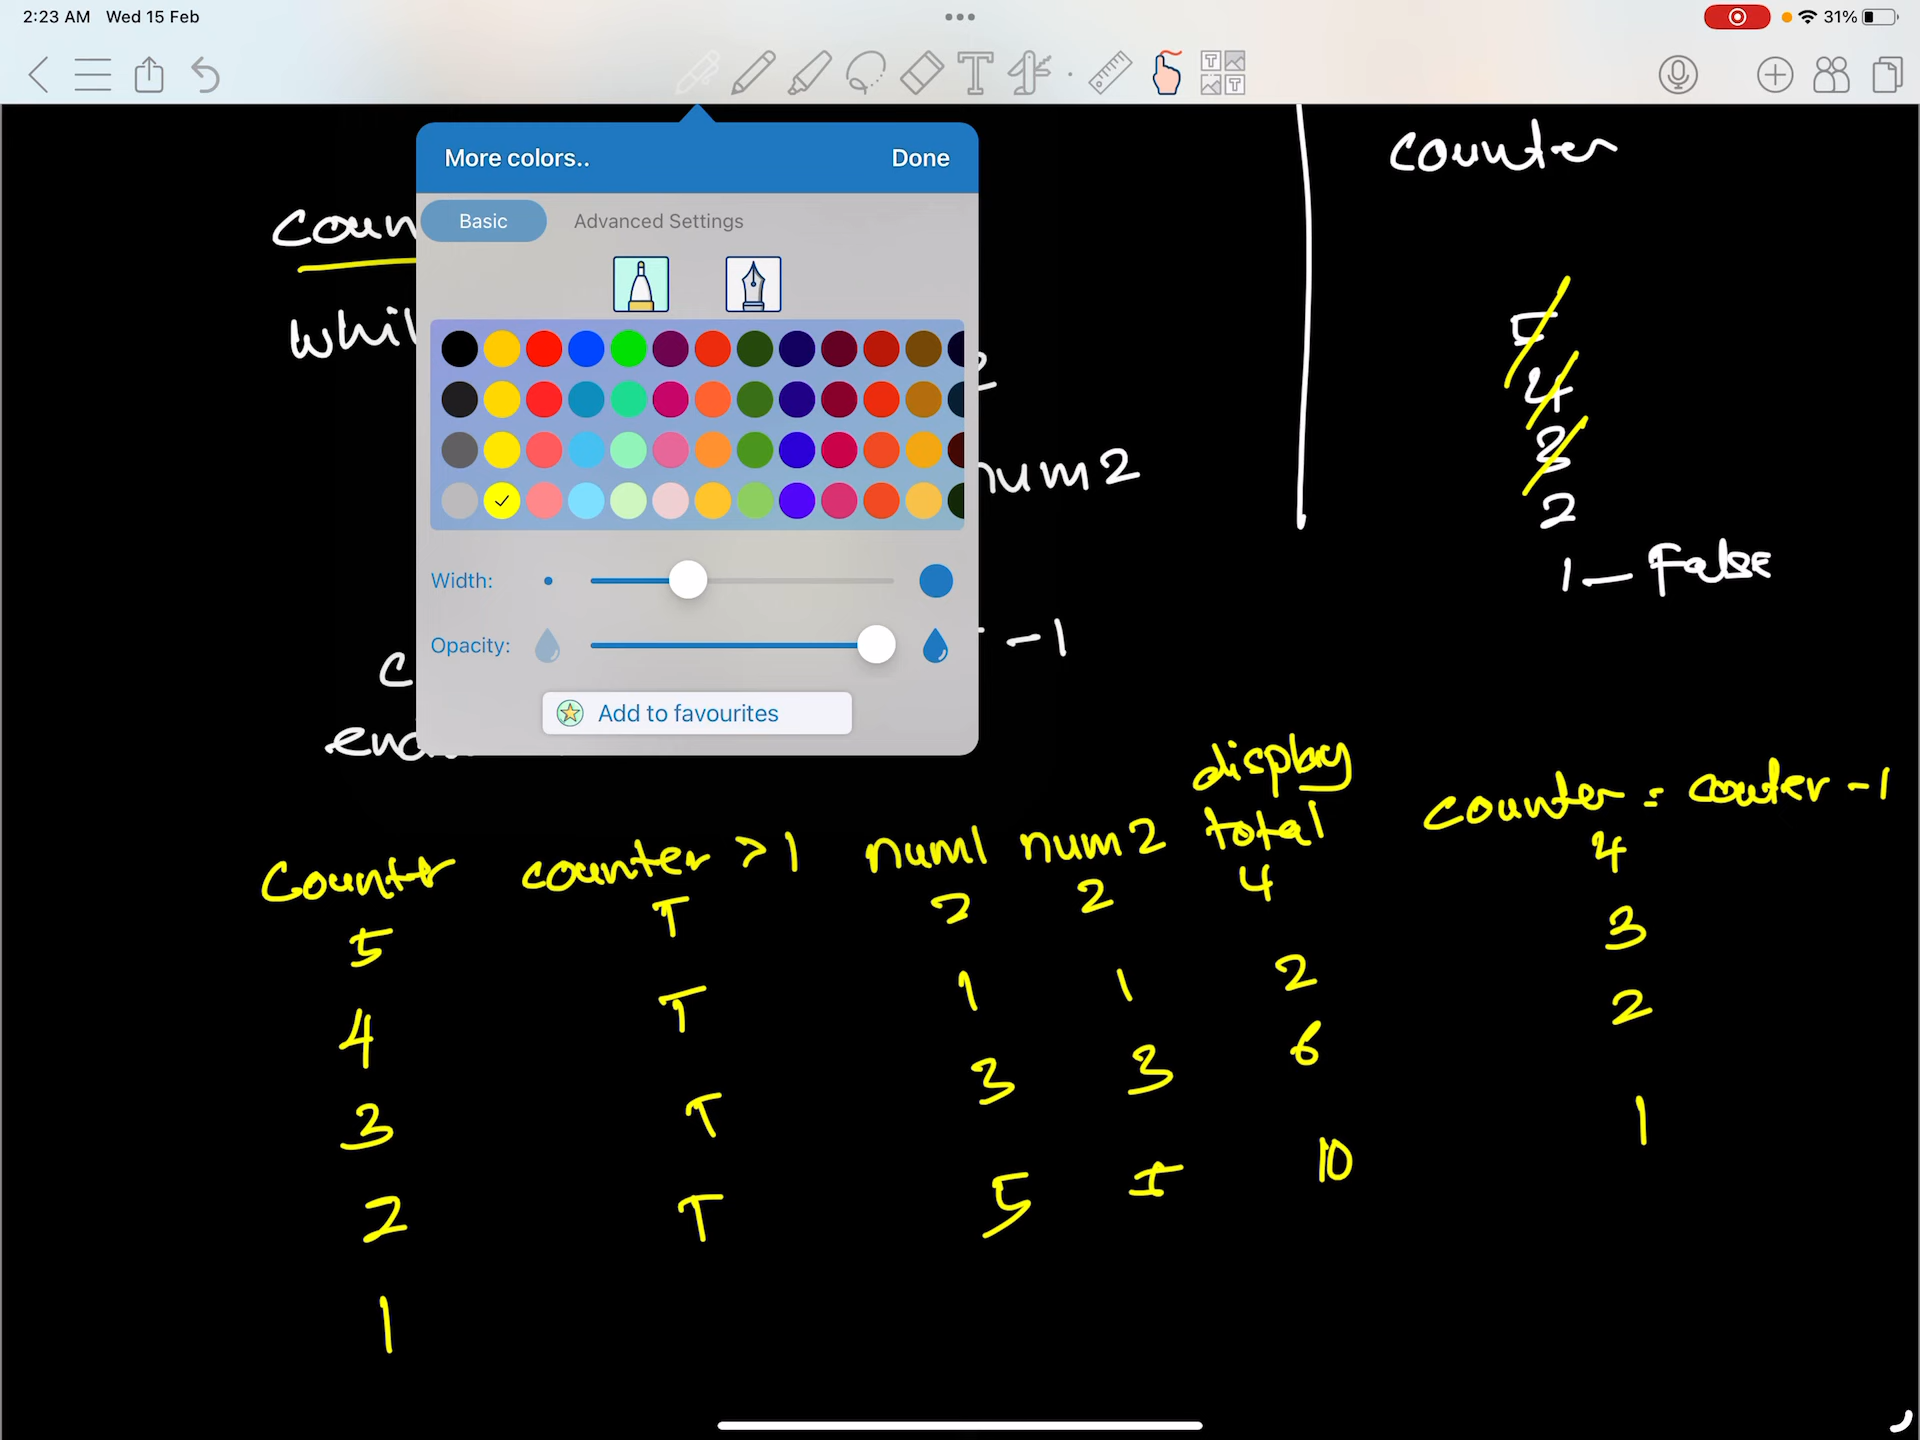 2:23 AM Wed 15 Feb
31%
More colors.. Done
Basic Advanced Settings
Width:
Opacity:
Add to favourites
coun
whil
num2
c - 1
end
counter
5
4
3
2
1 - False
display
total
counter = couter - 1
Counter counter > 1 num1 num2
5 T 2 2 4 4
4 T 1 1 2 3
3 T 3 3 6 2
2 T 5 5 10 1
1